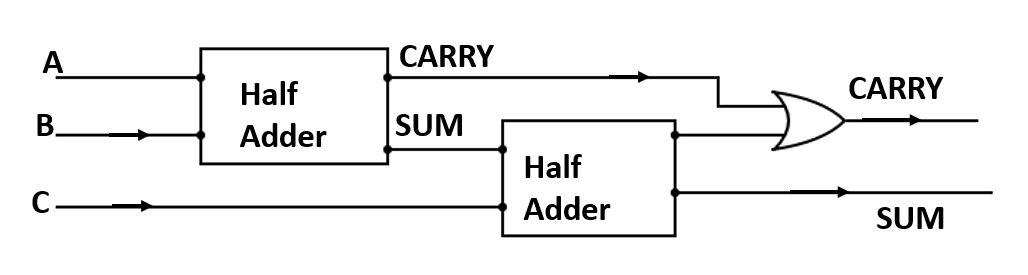 A
CARRY
Half
Adder
CARRY
B
SUM
Half
Adder
C
SUM